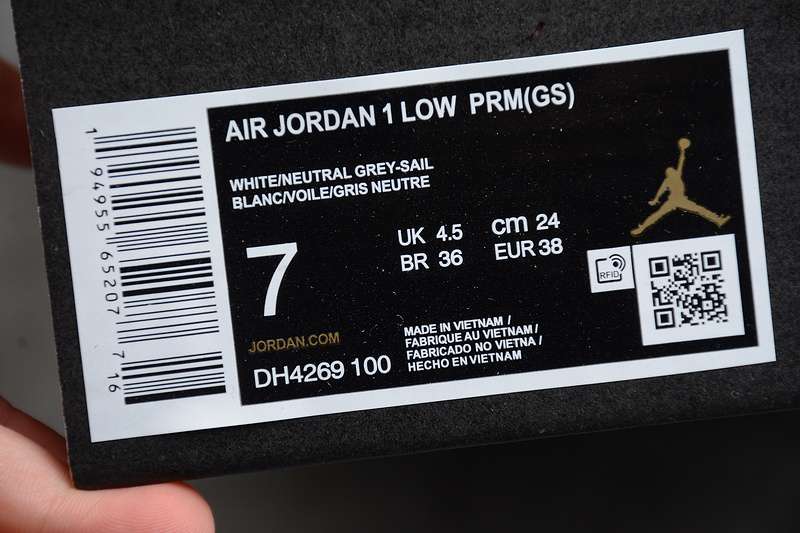 AIR JORDAN 1 LOW PRM(GS)
WHITE/NEUTRAL GREY-SAIL
BLANC/VOILE/GRIS NEUTRE
7
UK 4.5 cm 24
BR 36 EUR 38
RFID
JORDAN.COM
DH4269 100
MADE IN VIETNAM /
FABRIQUE AU VIETNAM /
FABRICADO NO VIETNA /
HECHO EN VIETNAM
1 94955 65207 7 16